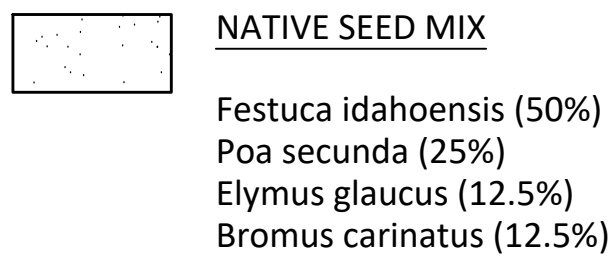 NATIVE SEED MIX
Festuca idahoensis (50%)
Poa secunda (25%)
Elymus glaucus (12.5%)
Bromus carinatus (12.5%)